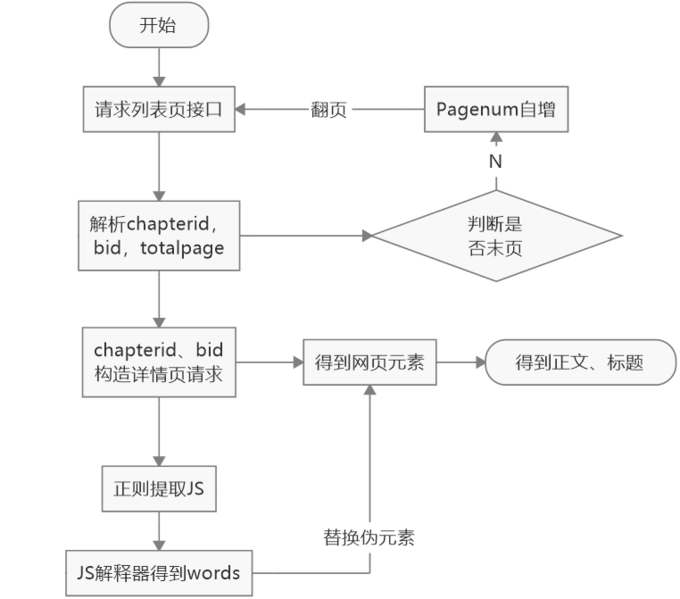 开始
请求列表页接口
翻页
Pagenum自增
N
解析chapterid，
bid，totalpage
判断是
否末页
chapterid、bid
构造详情页请求
得到网页元素
得到正文、标题
正则提取JS
替换伪元素
JS解释器得到words